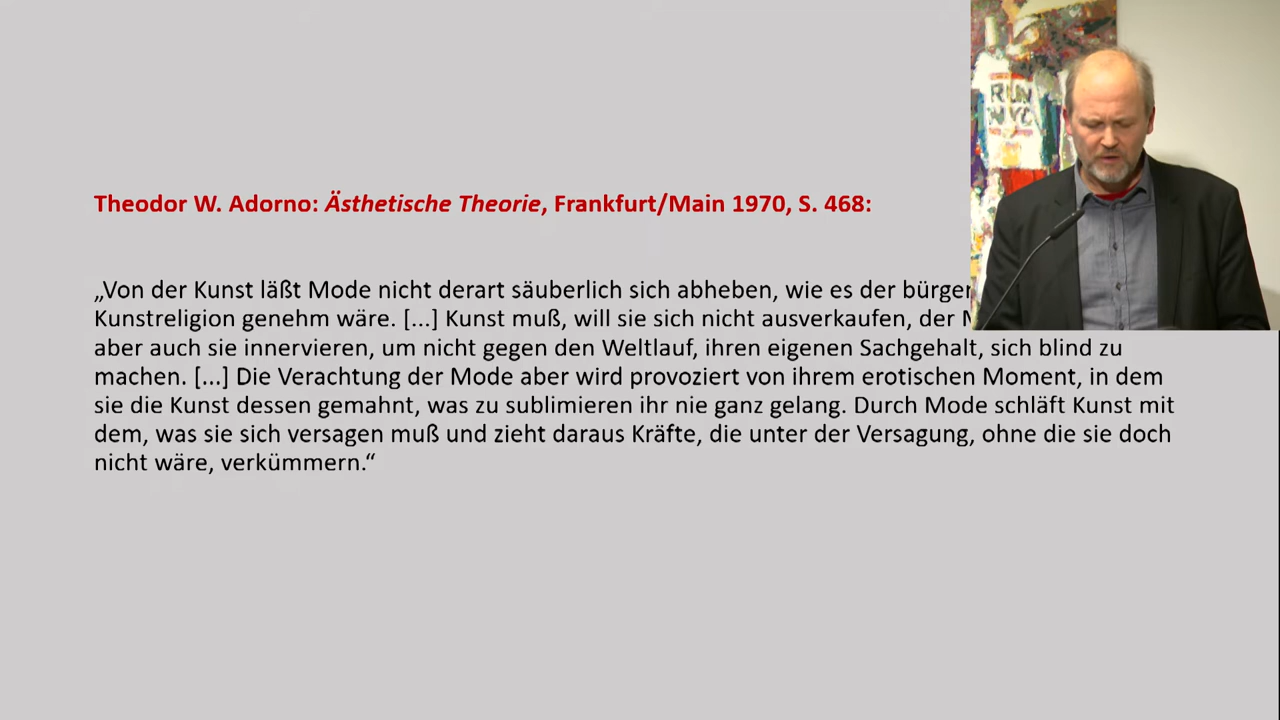 Theodor W. Adorno: Ästhetische Theorie, Frankfurt/Main 1970, S. 468:
„Von der Kunst läßt Mode nicht derart säuberlich sich abheben, wie es der
Kunstreligion genehm wäre. [...] Kunst muß, will sie sich nicht ausverkaufen, der
aber auch sie innervieren, um nicht gegen den Weltlauf, ihren eigenen Sachgehalt, sich blind zu
machen. [...] Die Verachtung der Mode aber wird provoziert von ihrem erotischen Moment, in dem
sie die Kunst dessen gemahnt, was zu sublimieren ihr nie ganz gelang. Durch Mode schläft Kunst mit
dem, was sie sich versagen muß und zieht daraus Kräfte, die unter der Versagung, ohne die sie doch
nicht wäre, verkümmern.“
RUN
NYC